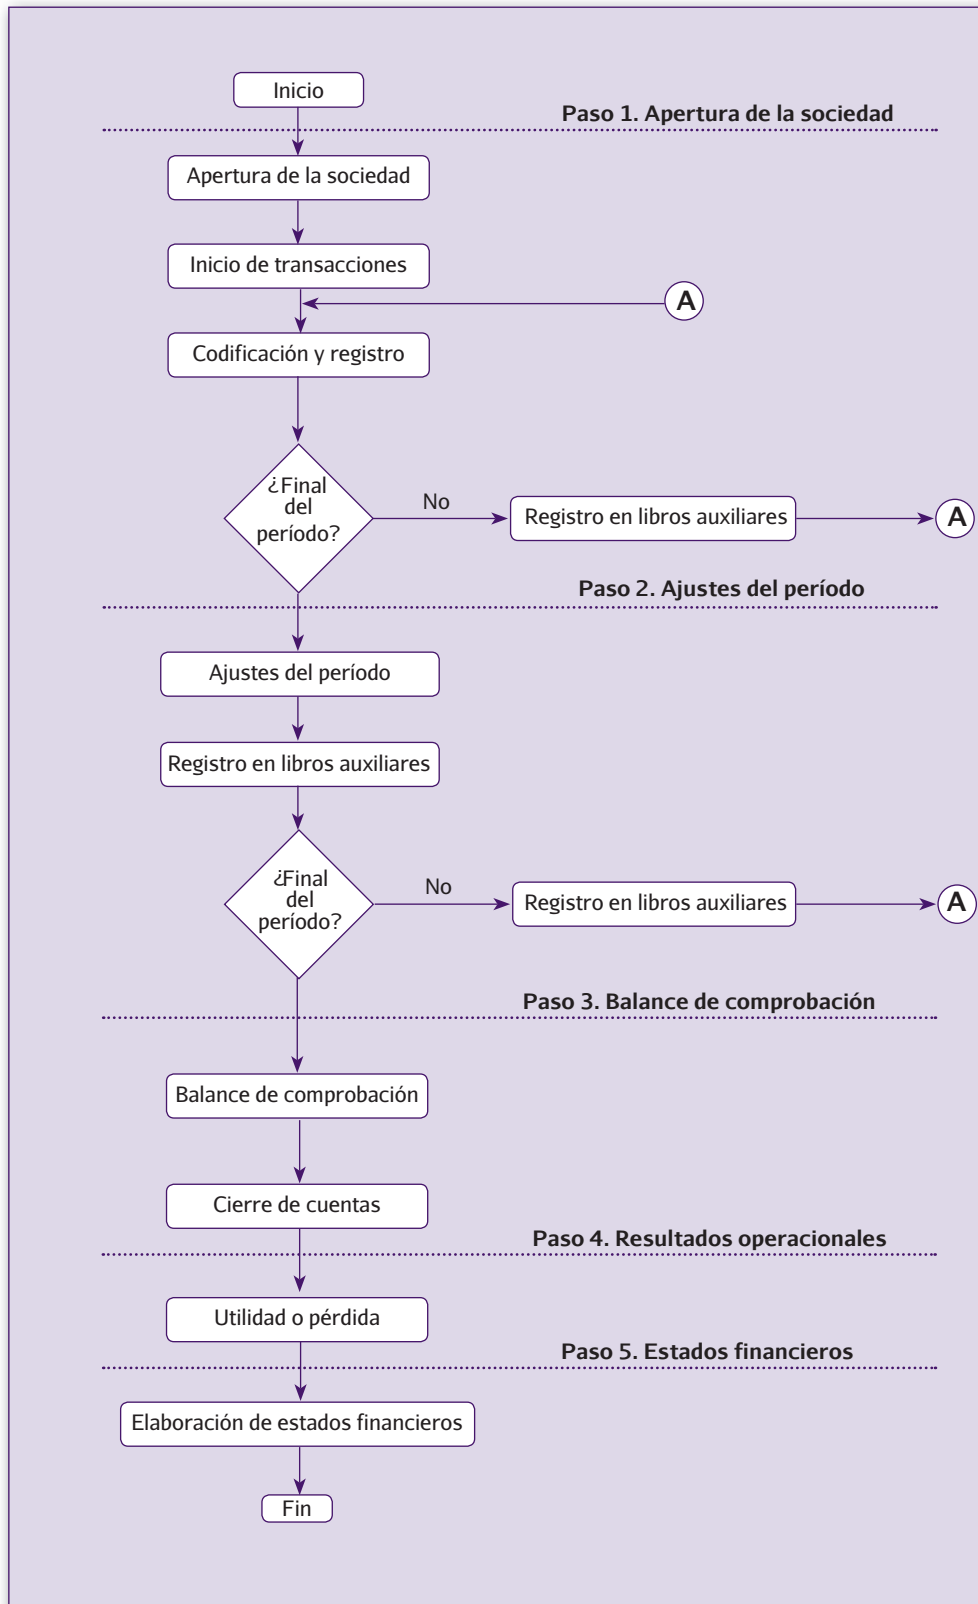 Inicio
Paso 1. Apertura de la sociedad
Apertura de la sociedad
Inicio de transacciones
A
Codificación y registro
¿Final
del
período?
No
Registro en libros auxiliares
A
Paso 2. Ajustes del período
Ajustes del período
Registro en libros auxiliares
¿Final
del
período?
No
Registro en libros auxiliares
A
Paso 3. Balance de comprobación
Balance de comprobación
Cierre de cuentas
Paso 4. Resultados operacionales
Utilidad o pérdida
Paso 5. Estados financieros
Elaboración de estados financieros
Fin